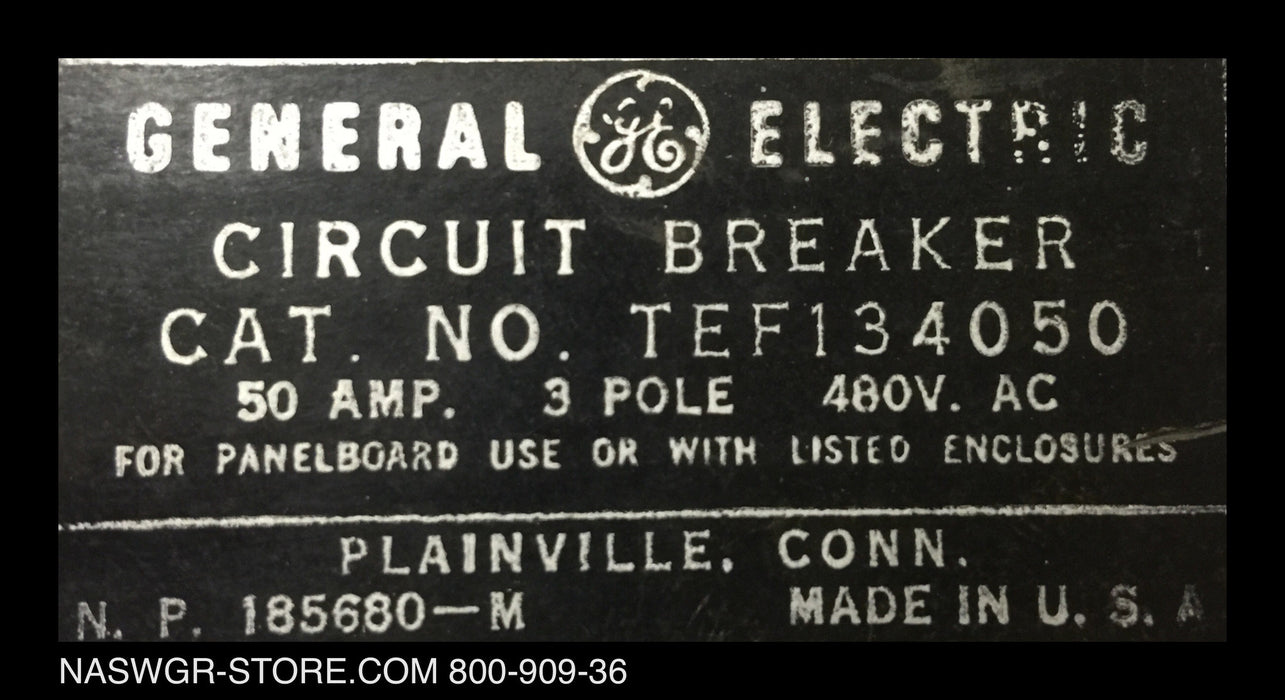 GENERAL GE ELECTRIC
CIRCUIT BREAKER
CAT. NO. TEF134050
50 AMP. 3 POLE 480V. AC
FOR PANELBOARD USE OR WITH LISTED ENCLOSURES
PLAINVILLE, CONN.
N. P. 185680—M MADE IN U. S. A
NASWGR-STORE.COM 800-909-36